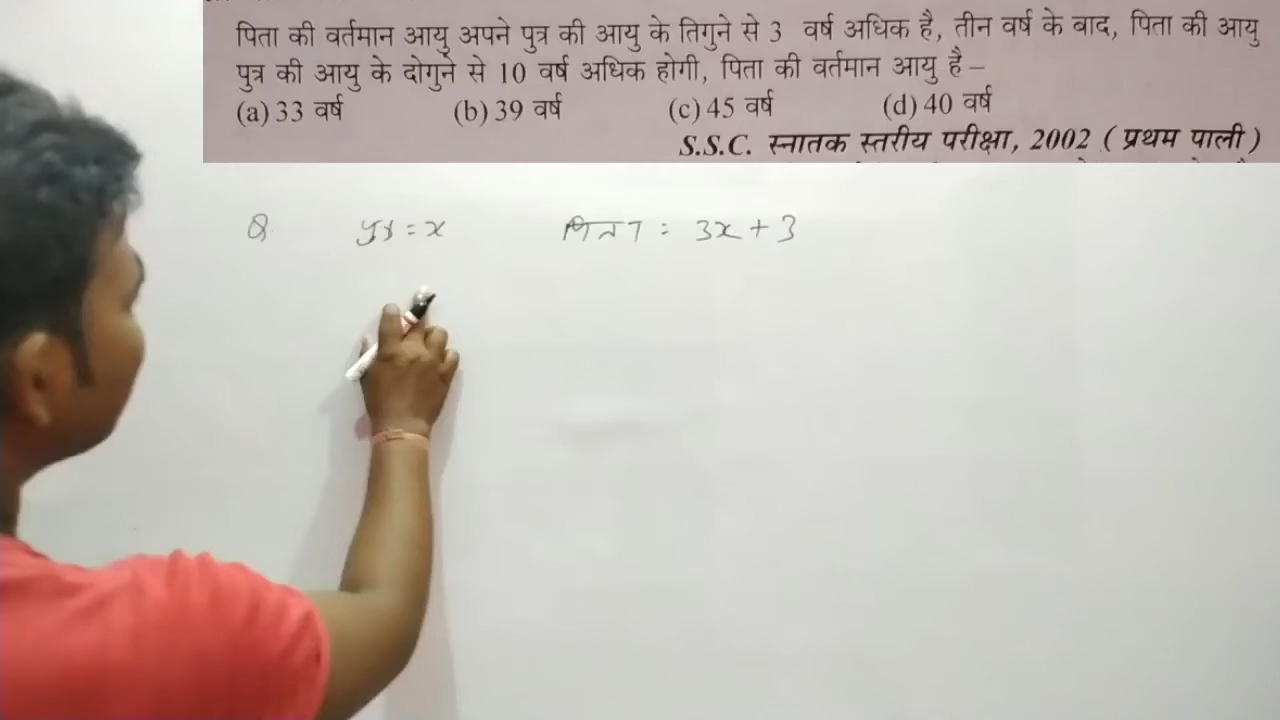 पिता की वर्तमान आयु अपने पुत्र की आयु के तिगुने से 3 वर्ष अधिक है, तीन वर्ष के बाद, पिता की आयु
पुत्र की आयु के दोगुने से 10 वर्ष अधिक होगी, पिता की वर्तमान आयु है –
(a) 33 वर्ष (b) 39 वर्ष (c) 45 वर्ष (d) 40 वर्ष
S.S.C. स्नातक स्तरीय परीक्षा, 2002 ( प्रथम पाली )
Q. पुत्र = x पिता = 3x + 3